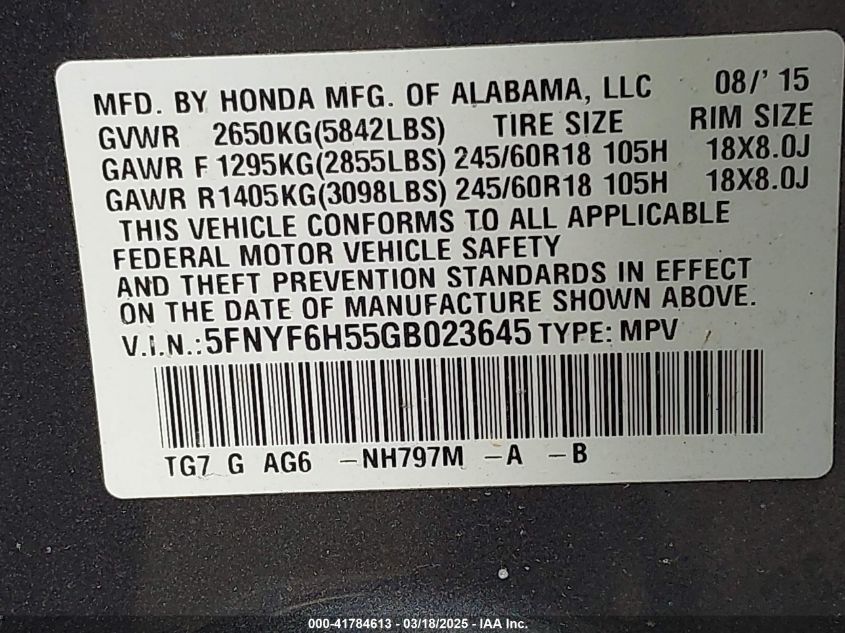 MFD. BY HONDA MFG. OF ALABAMA, LLC 08/' 15
GVWR 2650KG(5842LBS) TIRE SIZE RIM SIZE
GAWR F 1295KG(2855LBS) 245/60R18 105H 18X8.0J
GAWR R1405KG(3098LBS) 245/60R18 105H 18X8.0J
THIS VEHICLE CONFORMS TO ALL APPLICABLE
FEDERAL MOTOR VEHICLE SAFETY
AND THEFT PREVENTION STANDARDS IN EFFECT
ON THE DATE OF MANUFACTURE SHOWN ABOVE.
V.I.N.:5FNYF6H55GB023645 TYPE: MPV
TG7 G AG6 -NH797M -A -B
000-41784613 - 03/18/2025 - IAA Inc.